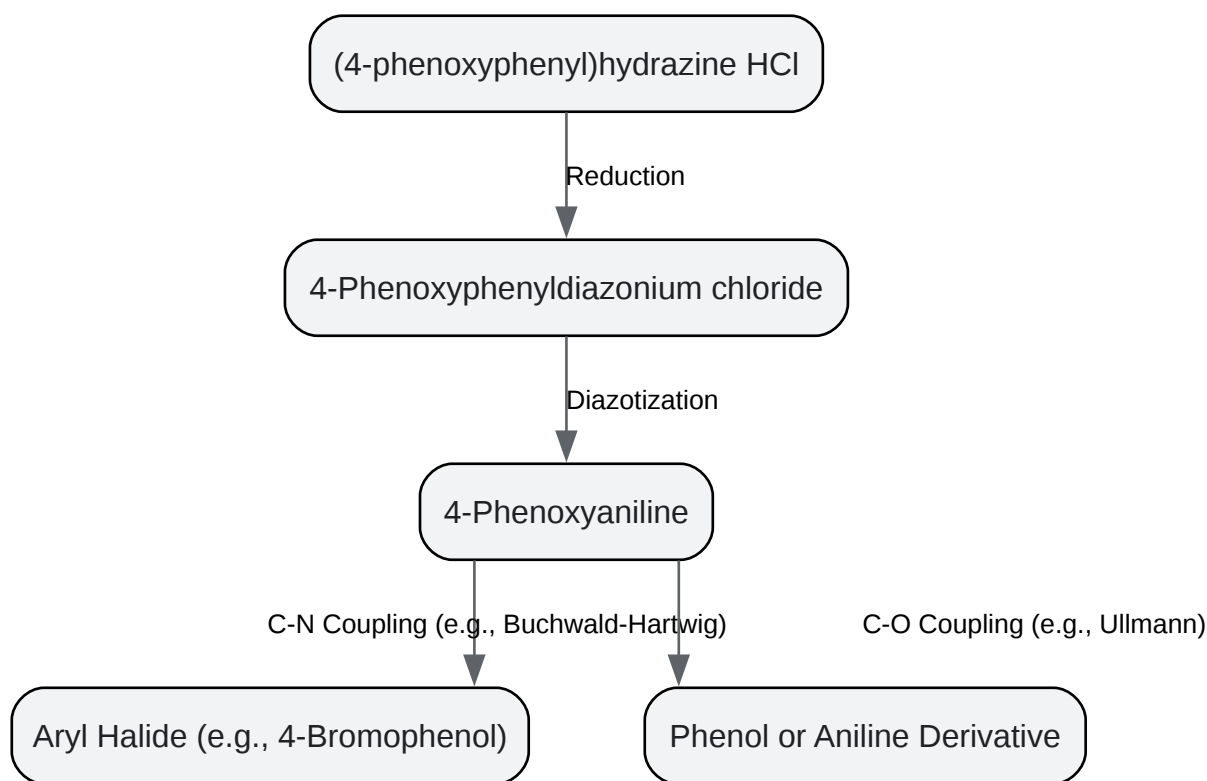 (4-phenoxyphenyl)hydrazine HCl
Reduction
4-Phenoxyphenyldiazonium chloride
Diazotization
4-Phenoxyaniline
C-N Coupling (e.g., Buchwald-Hartwig)
C-O Coupling (e.g., Ullmann)
Aryl Halide (e.g., 4-Bromophenol)
Phenol or Aniline Derivative